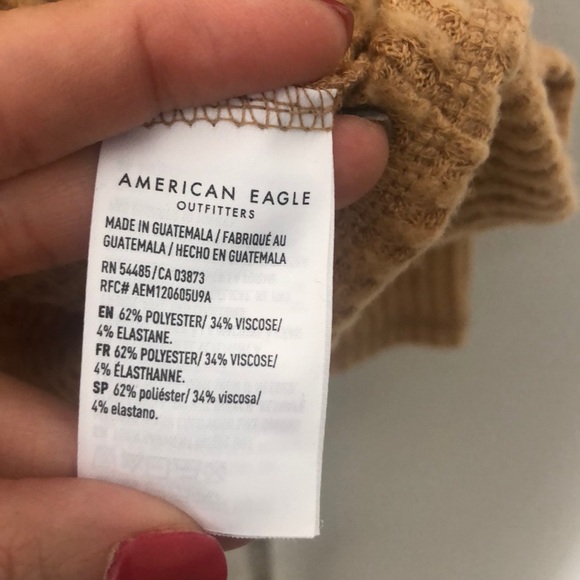 AMERICAN EAGLE
OUTFITTERS
MADE IN GUATEMALA / FABRIQUÉ AU
GUATEMALA / HECHO EN GUATEMALA
RN 54485 / CA 03873
RFC# AEM120605U9A
EN 62% POLYESTER/ 34% VISCOSE/
4% ELASTANE.
FR 62% POLYESTER/ 34% VISCOSE/
4% ÉLASTHANNE.
SP 62% poliéster/ 34% viscosa/
4% elastano.